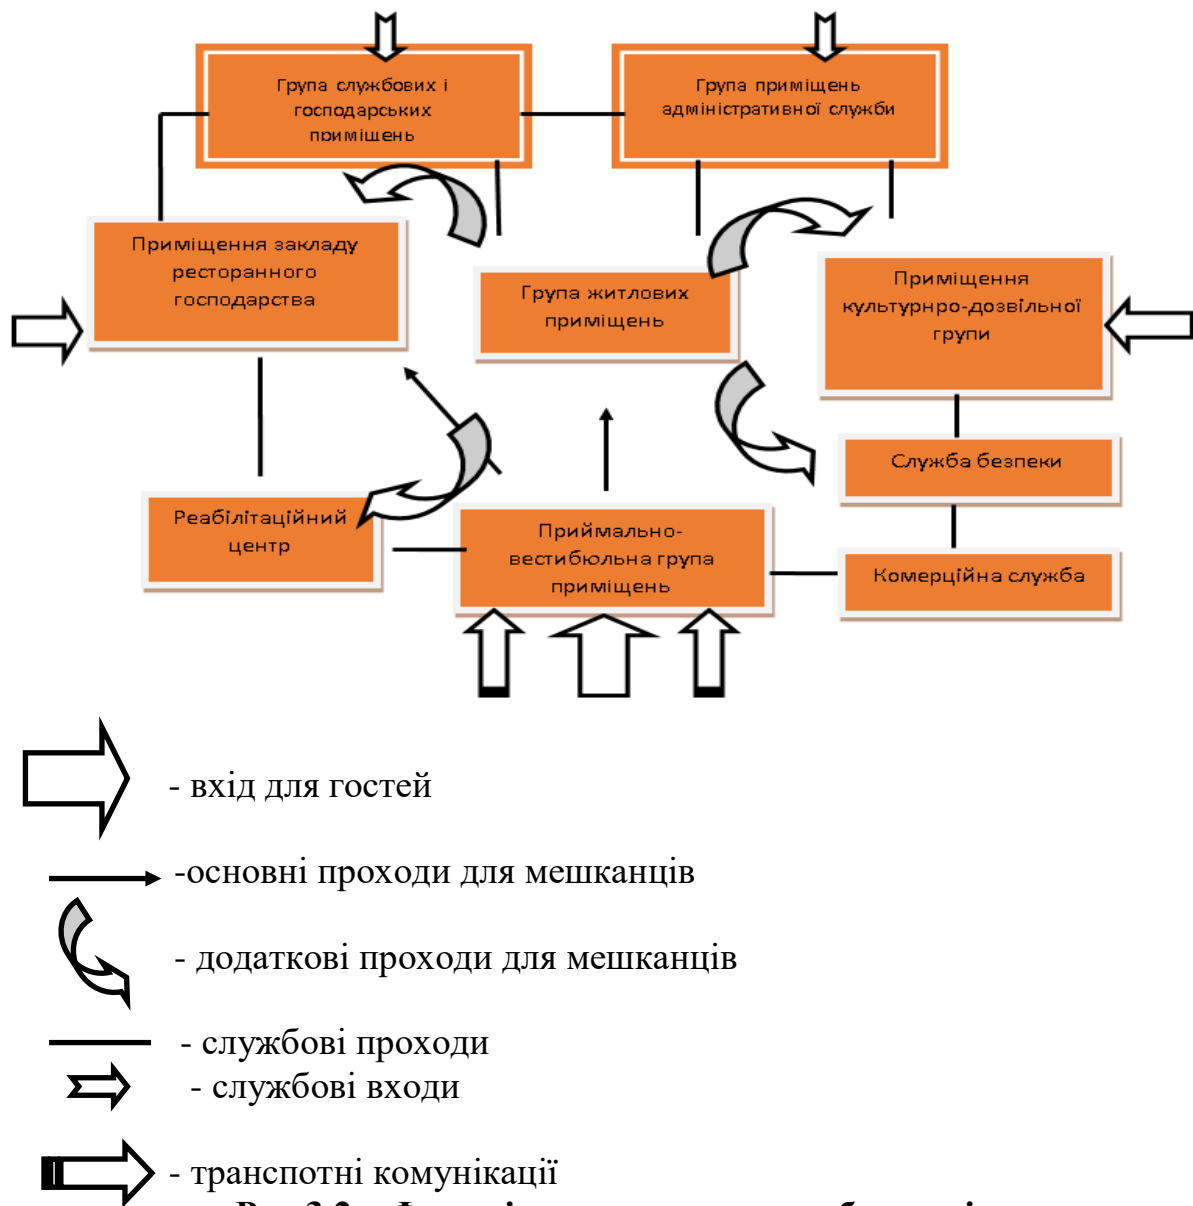 Група службових і
господарських
приміщень
Група приміщень
адміністративної служби
Приміщення закладу
ресторанного
господарства
Група житлових
приміщень
Приміщення
культурнро-дозвільної
групи
Служба безпеки
Реабілітаційний
центр
Приймально-
вестибюльна група
приміщень
Комерційна служба
- вхід для гостей
-основні проходи для мешканців
- додаткові проходи для мешканців
- службові проходи
- службові входи
- транспотні комунікації